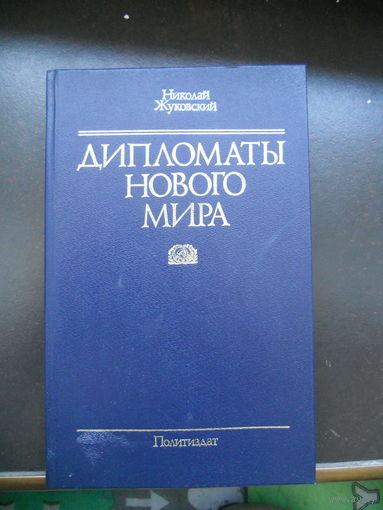 Николай
Жуковский
ДИПЛОМАТЫ
НОВОГО
МИРА
Политиздат